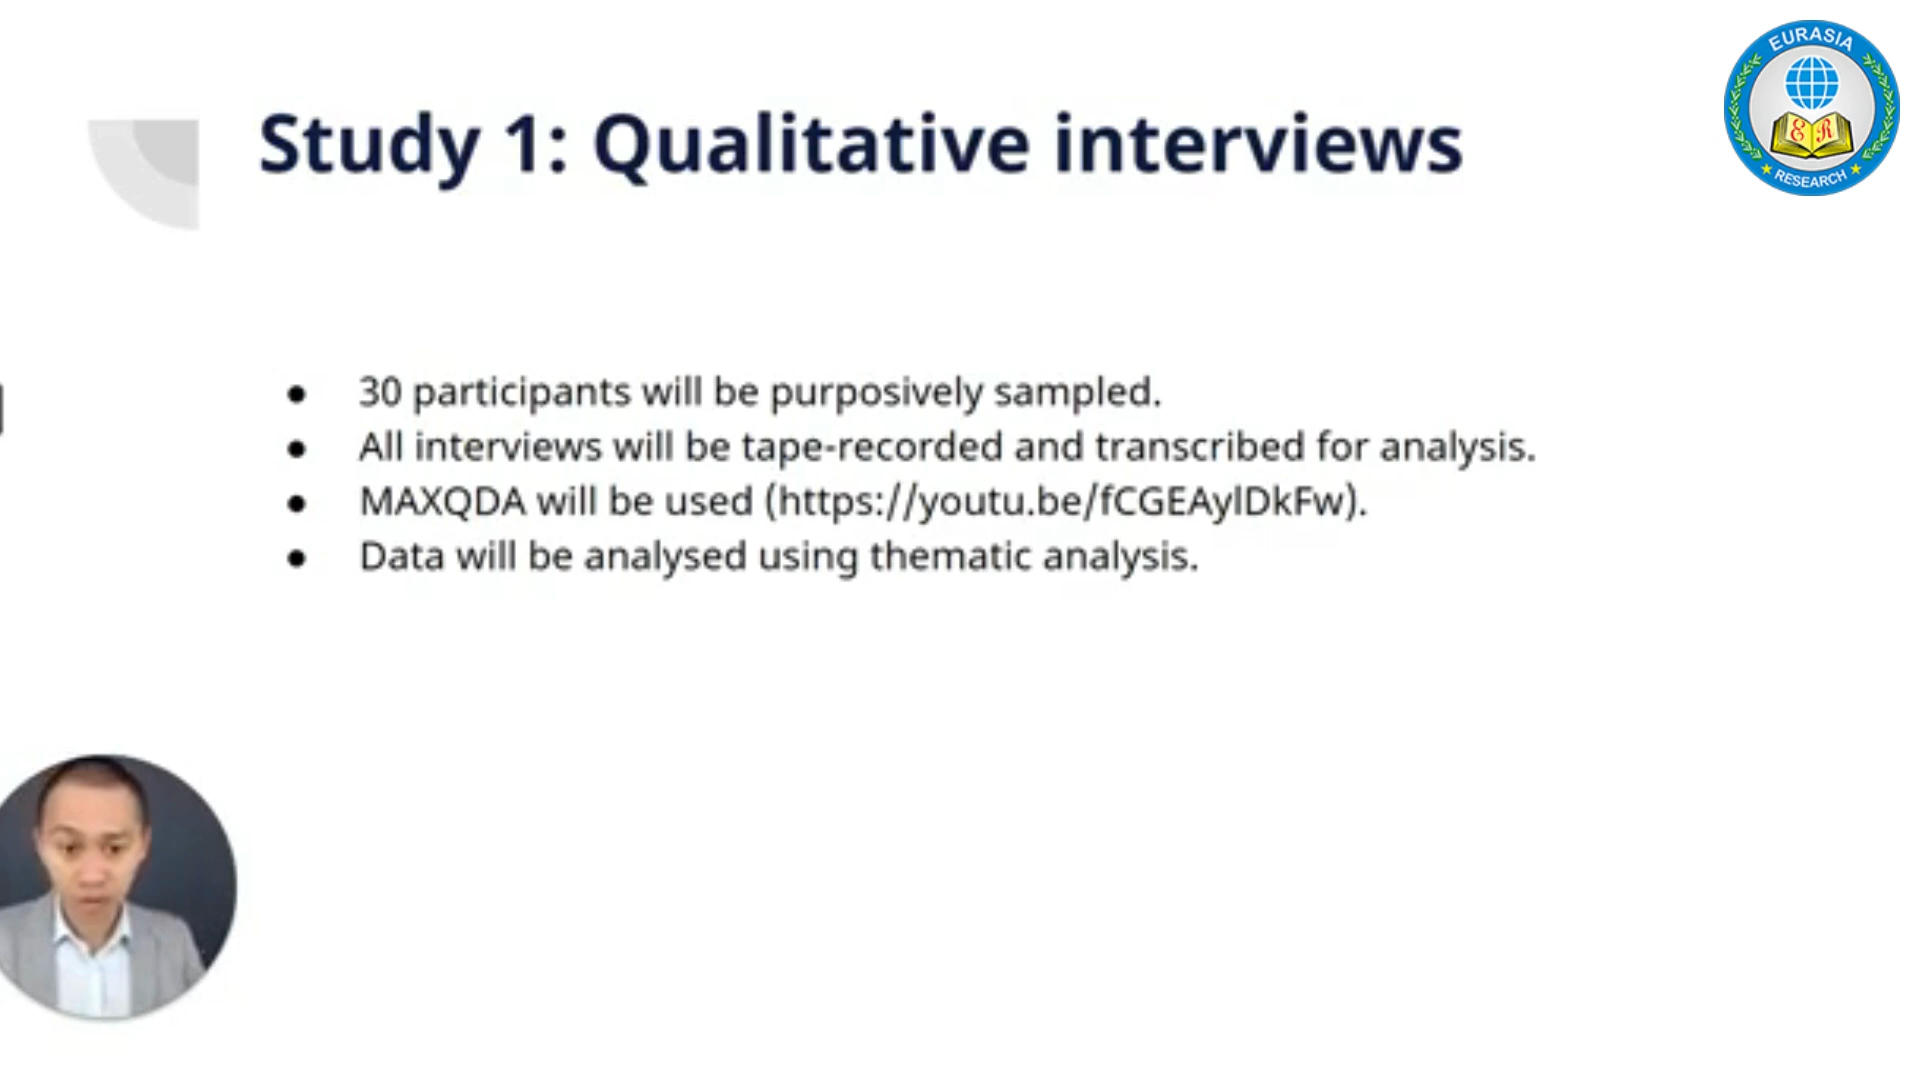 EURASIA
RESEARCH
Study 1: Qualitative interviews
● 30 participants will be purposively sampled.
● All interviews will be tape-recorded and transcribed for analysis.
● MAXQDA will be used (https://youtu.be/fCGEAylDkFw).
● Data will be analysed using thematic analysis.